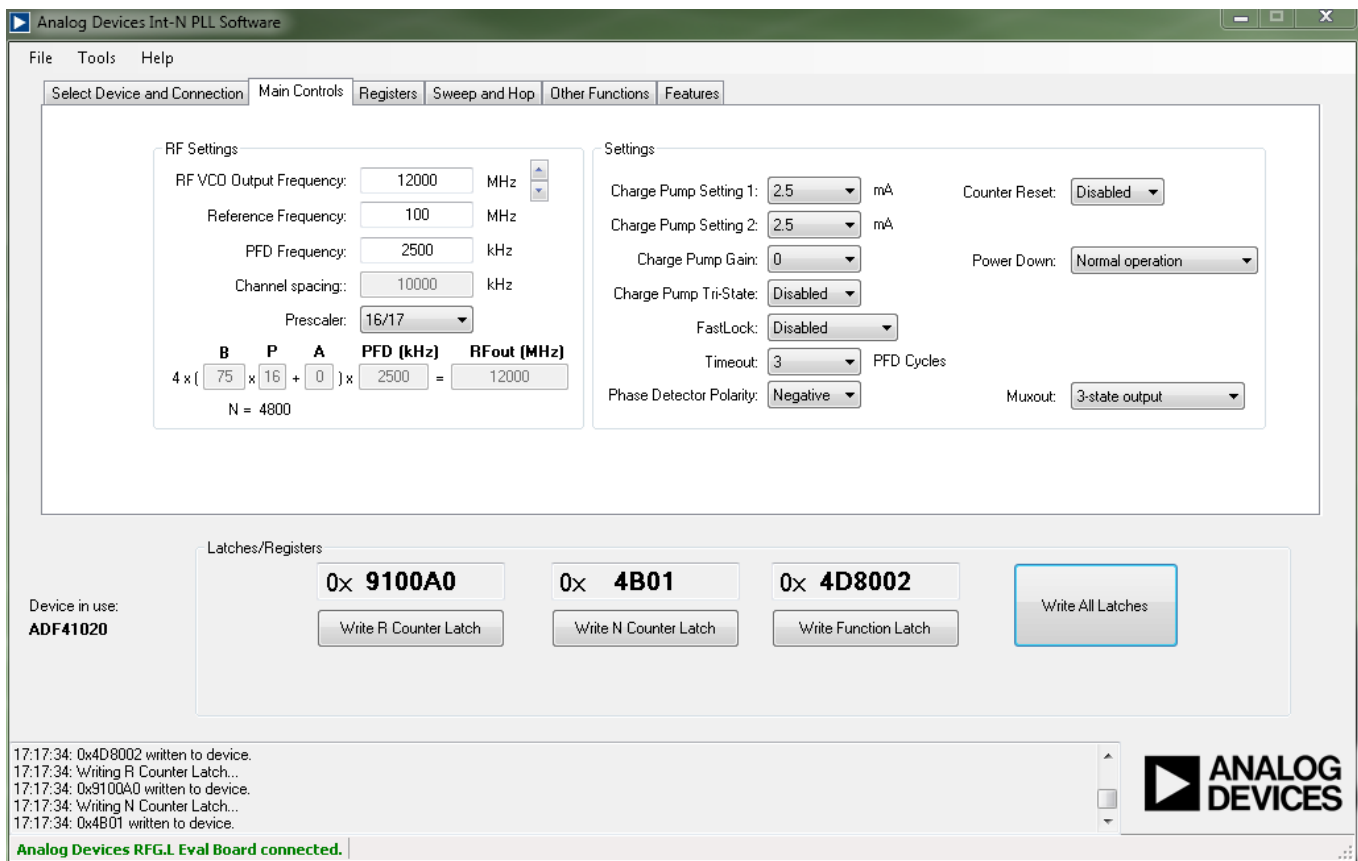 Analog Devices Int-N PLL Software
File Tools Help
Select Device and Connection Main Controls Registers Sweep and Hop Other Functions Features
RF Settings
RF VCO Output Frequency: 12000 MHz
Reference Frequency: 100 MHz
PFD Frequency: 2500 kHz
Channel spacing:: 10000 kHz
Prescaler: 16/17
B P A PFD (kHz) RFout (MHz)
4 x ( 75 x 16 + 0 ) x 2500 = 12000
N = 4800
Settings
Charge Pump Setting 1: 2.5 mA Counter Reset: Disabled
Charge Pump Setting 2: 2.5 mA
Charge Pump Gain: 0 Power Down: Normal operation
Charge Pump Tri-State: Disabled
FastLock: Disabled
Timeout: 3 PFD Cycles
Phase Detector Polarity: Negative Muxout: 3-state output
Latches/Registers
0x 9100A0 0x 4B01 0x 4D8002
Write R Counter Latch Write N Counter Latch Write Function Latch Write All Latches
Device in use:
ADF41020
17:17:34: 0x4D8002 written to device.
17:17:34: Writing R Counter Latch...
17:17:34: 0x9100A0 written to device.
17:17:34: Writing N Counter Latch...
17:17:34: 0x4B01 written to device.
ANALOG
DEVICES
Analog Devices RFG.L Eval Board connected.